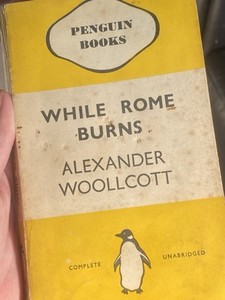 PENGUIN
BOOKS
WHILE ROME
BURNS
ALEXANDER
WOOLLCOTT
COMPLETE UNABRIDGED